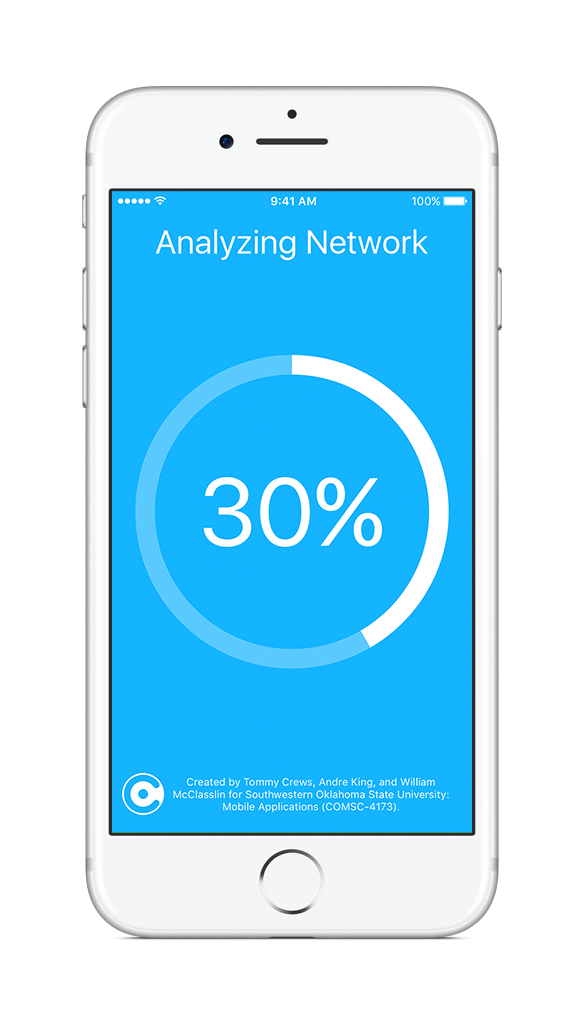 9:41 AM
100%
Analyzing Network
30%
Created by Tommy Crews, Andre King, and William
McClasslin for Southwestern Oklahoma State University:
Mobile Applications (COMSC-4173).